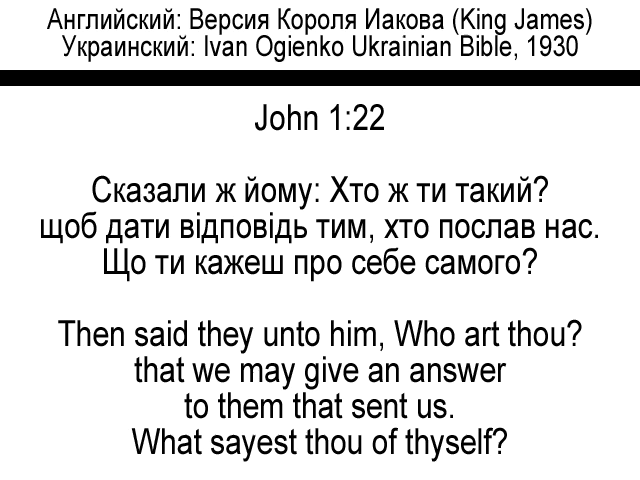 Английский: Версия Короля Иакова (King James)
Украинский: Ivan Ogienko Ukrainian Bible, 1930
John 1:22
Сказали ж йому: Хто ж ти такий?
щоб дати відповідь тим, хто послав нас.
Що ти кажеш про себе самого?
Then said they unto him, Who art thou?
that we may give an answer
to them that sent us.
What sayest thou of thyself?